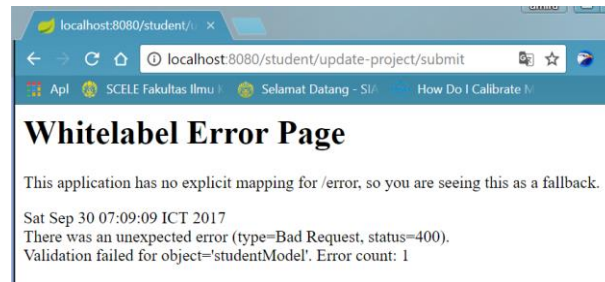 localhost:8080/student/u
localhost:8080/student/update-project/submit
Apl SCELE Fakultas Ilmu Selamat Datang - SIA How Do I Calibrate M
Whitelabel Error Page
This application has no explicit mapping for /error, so you are seeing this as a fallback.
Sat Sep 30 07:09:09 ICT 2017
There was an unexpected error (type=Bad Request, status=400).
Validation failed for object='studentModel'. Error count: 1